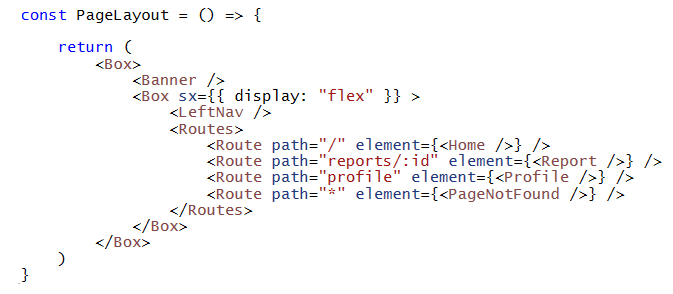 const PageLayout = () => {
    return (
        <Box>
            <Banner />
            <Box sx={{ display: "flex" }} >
                <LeftNav />
                <Routes>
                    <Route path="/" element={<Home />} />
                    <Route path="reports/:id" element={<Report />} />
                    <Route path="profile" element={<Profile />} />
                    <Route path="*" element={<PageNotFound />} />
                </Routes>
            </Box>
        </Box>
    )
}